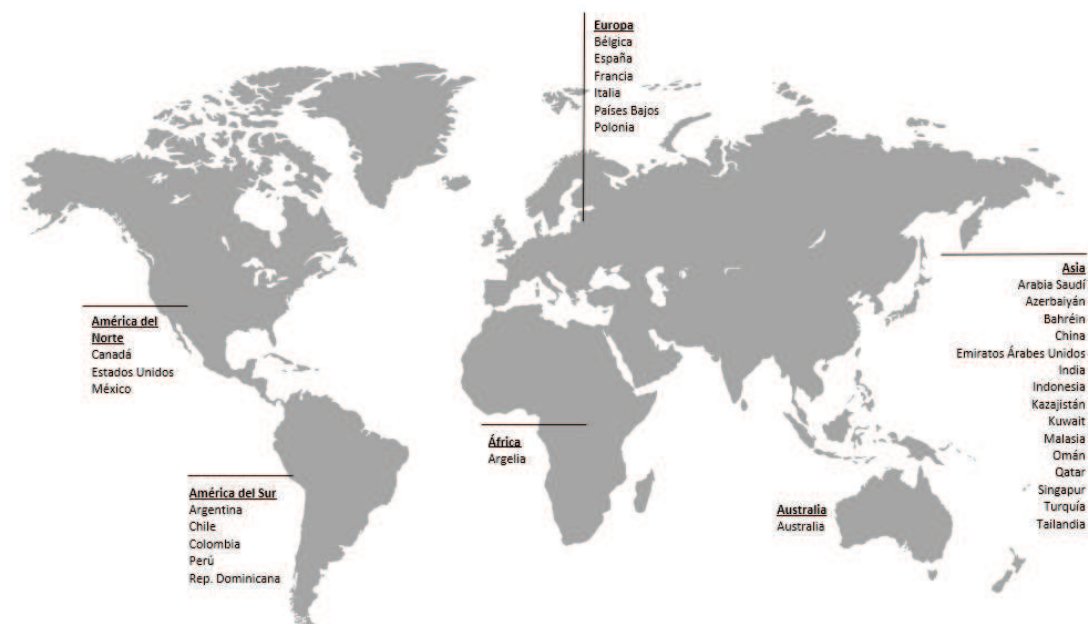 Europa
Bélgica
España
Francia
Italia
Países Bajos
Polonia
América del
Norte
Canadá
Estados Unidos
México
América del Sur
Argentina
Chile
Colombia
Perú
Rep. Dominicana
África
Argelia
Australia
Australia
Asia
Arabia Saudí
Azerbaiyán
Bahréin
China
Emiratos Árabes Unidos
India
Indonesia
Kazajistán
Kuwait
Malasia
Omán
Qatar
Singapur
Turquía
Tailandia